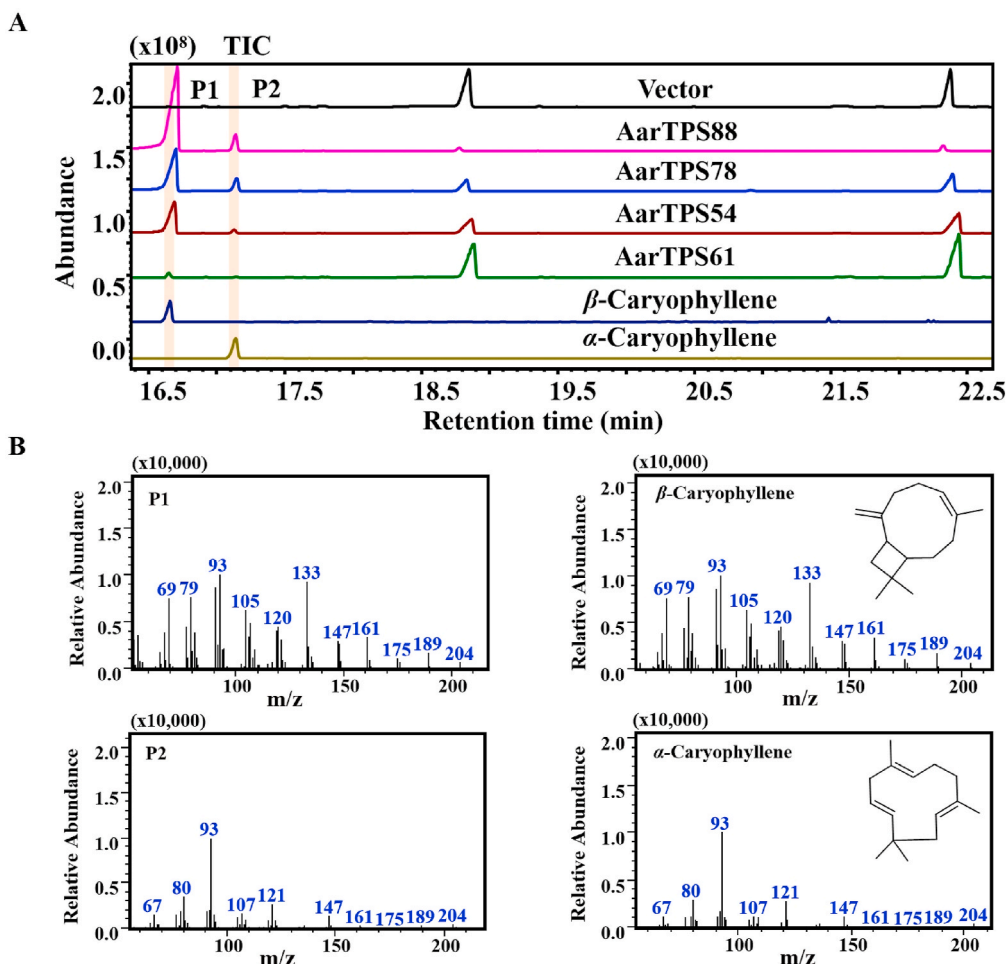 A
(x10⁸) TIC
P1 P2
Vector
AarTPS88
AarTPS78
AarTPS54
AarTPS61
β-Caryophyllene
α-Caryophyllene
Abundance
2.0
1.5
1.0
0.5
0.0
16.5 17.5 18.5 19.5 20.5 21.5 22.5
Retention time (min)
B
(x10,000)
P1
Relative Abundance
2.0
1.5
1.0
0.5
0
69 79 93 105 120 133 147 161 175 189 204
100 150 200
m/z
(x10,000)
β-Caryophyllene
Relative Abundance
2.0
1.5
1.0
0.5
0
69 79 93 105 120 133 147 161 175 189 204
100 150 200
m/z
(x10,000)
P2
Relative Abundance
2.0
1.5
1.0
0.5
0
67 80 93 107 121 147 161 175 189 204
100 150 200
m/z
(x10,000)
α-Caryophyllene
Relative Abundance
2.0
1.5
1.0
0.5
0
67 80 93 107 121 147 161 175 189 204
100 150 200
m/z